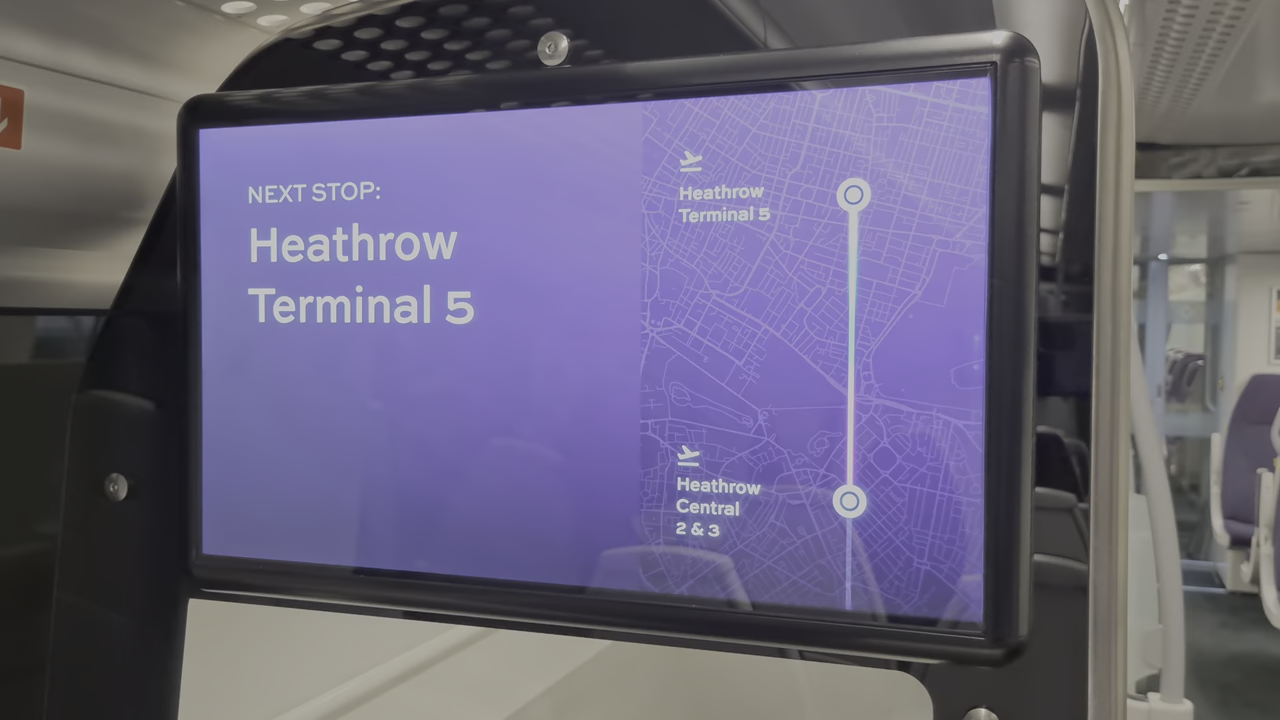 NEXT STOP:
Heathrow
Terminal 5
Heathrow
Terminal 5
Heathrow
Central
2 & 3